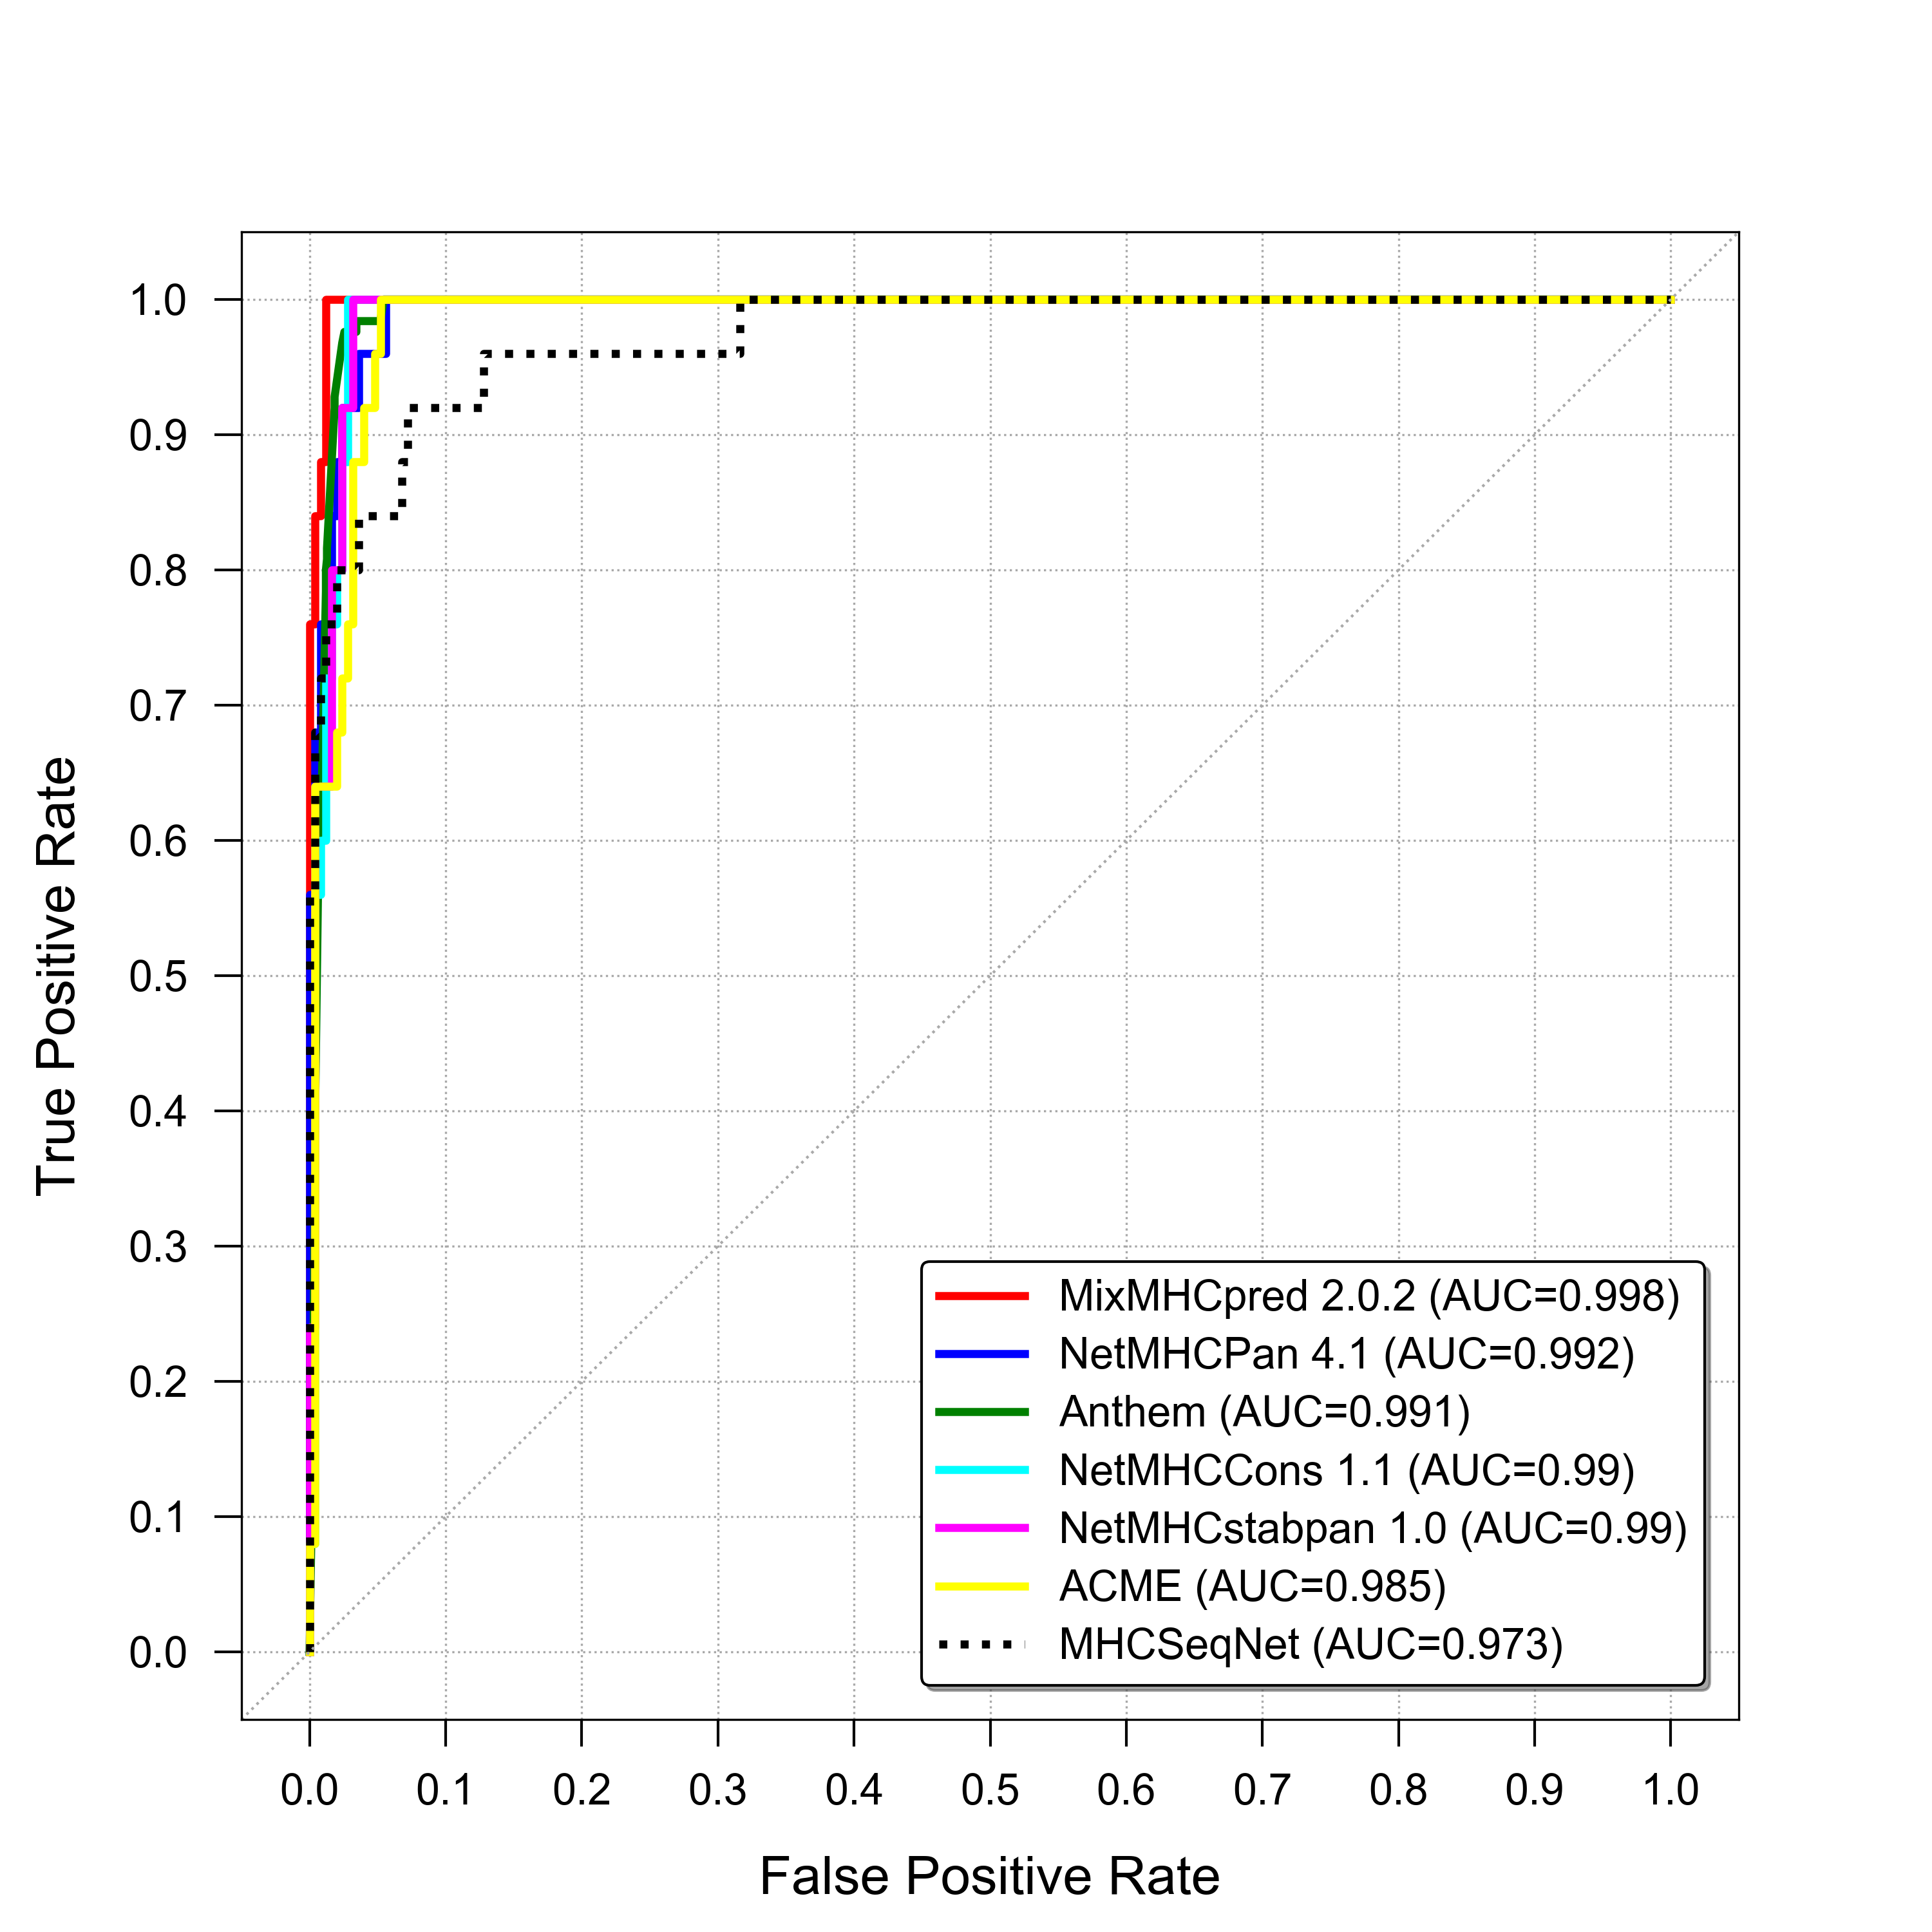 1.0
0.9
0.8
0.7
0.6
0.5
0.4
0.3
0.2
0.1
0.0
True Positive Rate
MixMHCpred 2.0.2 (AUC=0.998)
NetMHCPan 4.1 (AUC=0.992)
Anthem (AUC=0.991)
NetMHCCons 1.1 (AUC=0.99)
NetMHCstabpan 1.0 (AUC=0.99)
ACME (AUC=0.985)
MHCSeqNet (AUC=0.973)
0.0 0.1 0.2 0.3 0.4 0.5 0.6 0.7 0.8 0.9 1.0
False Positive Rate